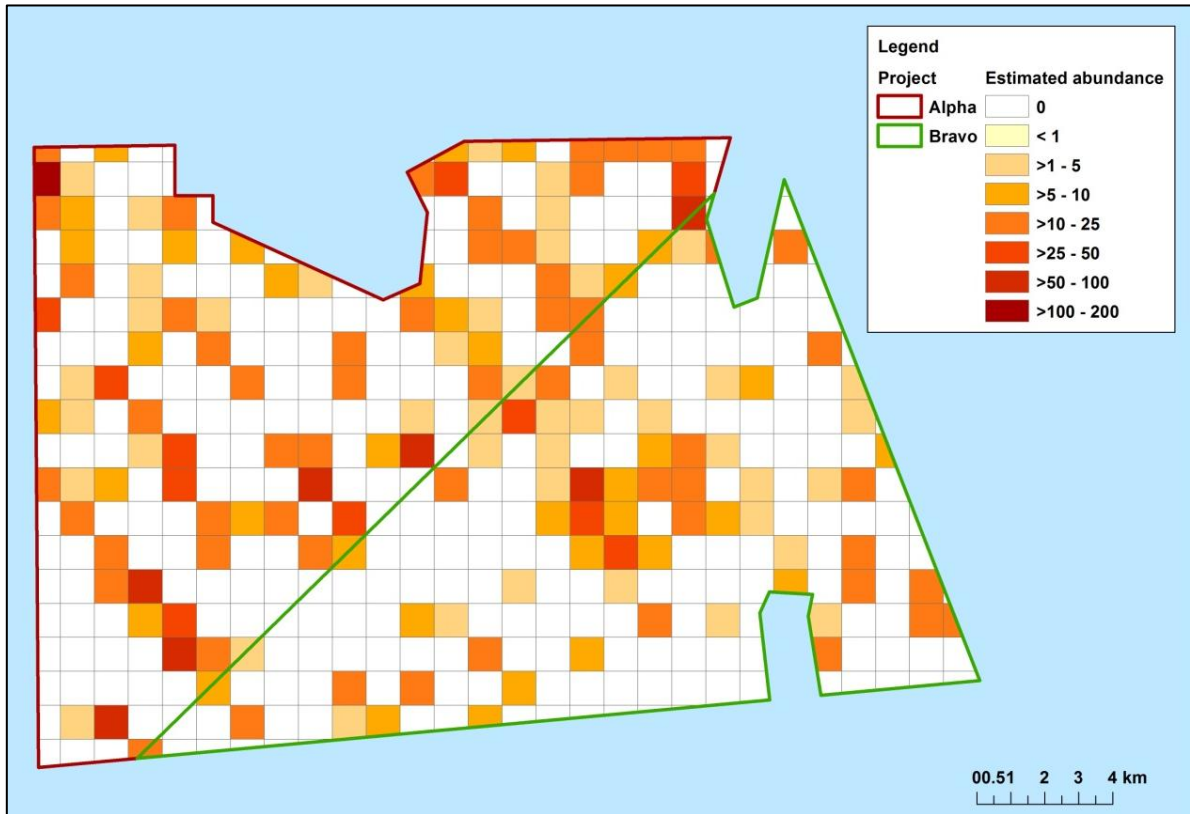 Legend
Project Estimated abundance
Alpha 0
Bravo < 1
>1 - 5
>5 - 10
>10 - 25
>25 - 50
>50 - 100
>100 - 200
00.51 2 3 4 km